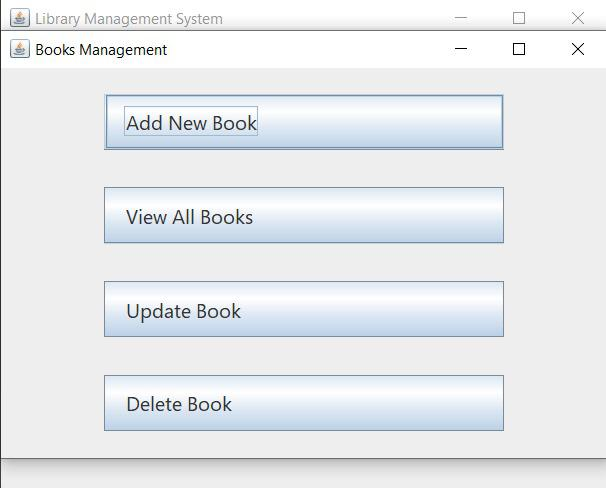 Library Management System
Books Management
Add New Book
View All Books
Update Book
Delete Book